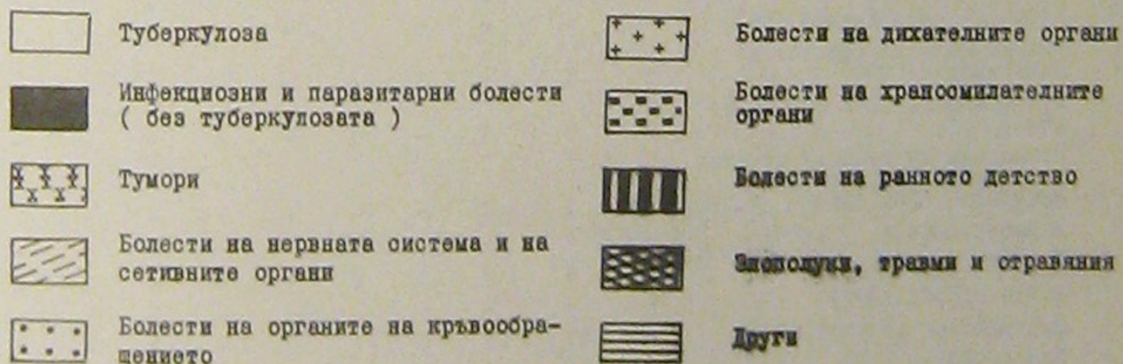 Туберкулоза
Инфекциозни и паразитарни болести
( без туберкулозата )
Тумори
Болести на нервната система и на
сетивните органи
Болести на органите на кръвообра-
щението
Болести на дихателните органи
Болести на храносмилателните
органи
Болести на ранното детство
Злополуки, травми и отравяния
Други